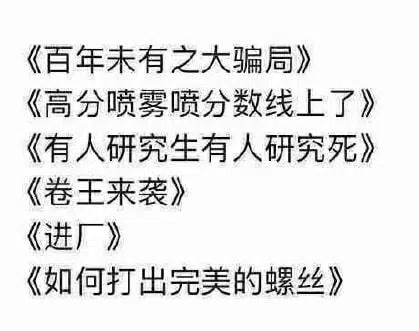 《百年未有之大骗局》
《高分喷雾喷分数线上了》
《有人研究生有人研究死》
《卷王来袭》
《进厂》
《如何打出完美的螺丝》